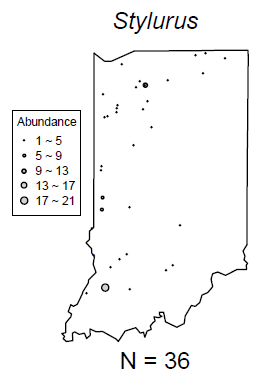 Stylurus
Abundance
1 ~ 5
5 ~ 9
9 ~ 13
13 ~ 17
17 ~ 21
N = 36